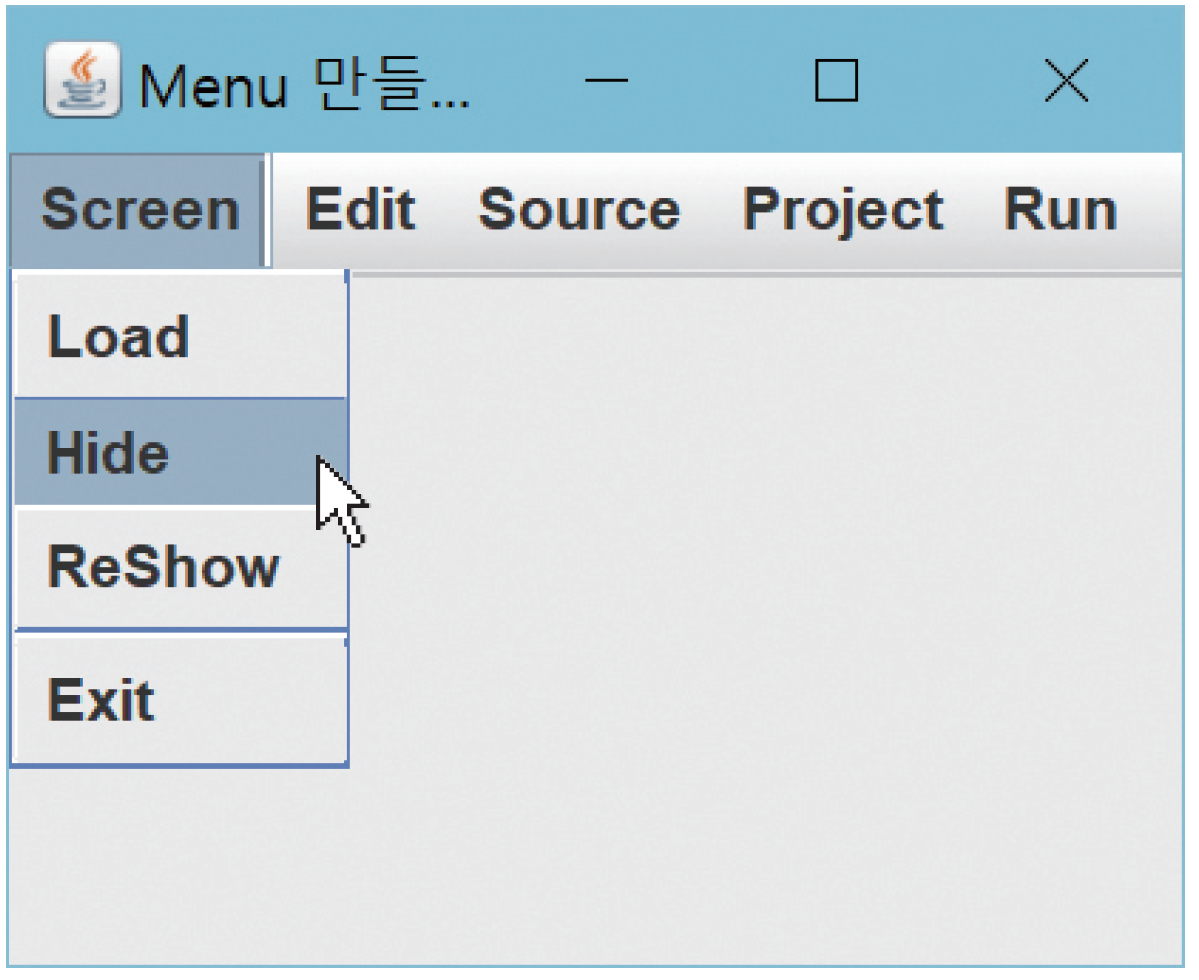 Menu 만들...
Screen Edit Source Project Run
Load
Hide
ReShow
Exit